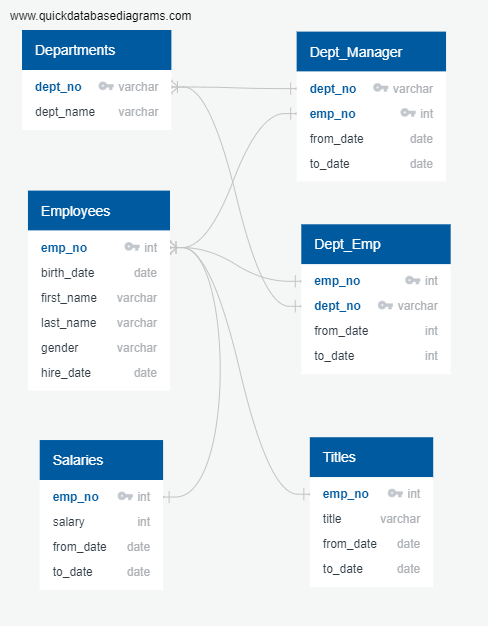 www.quickdatabasediagrams.com
Departments
dept_no varchar
dept_name varchar
Dept_Manager
dept_no varchar
emp_no int
from_date date
to_date date
Employees
emp_no int
birth_date date
first_name varchar
last_name varchar
gender varchar
hire_date date
Dept_Emp
emp_no int
dept_no varchar
from_date int
to_date int
Salaries
emp_no int
salary int
from_date date
to_date date
Titles
emp_no int
title varchar
from_date date
to_date date